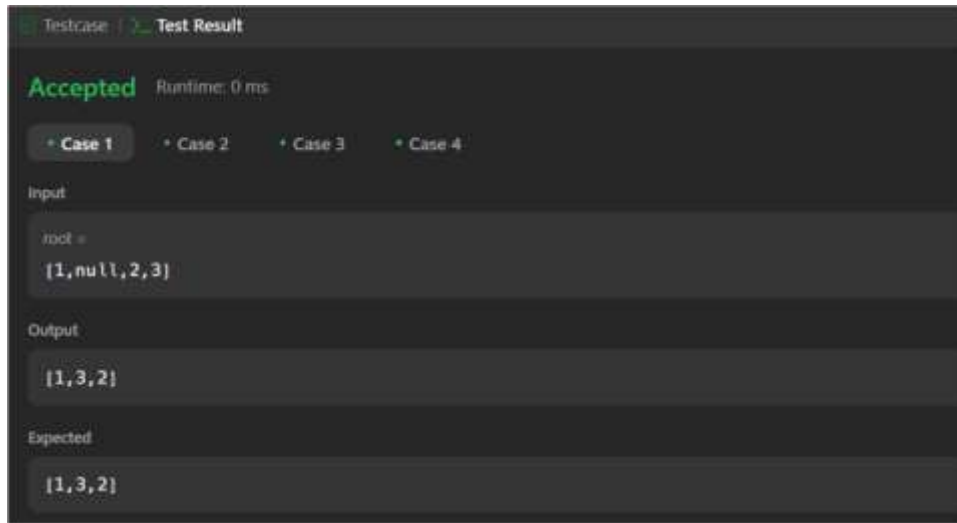 Testcase | >_ Test Result
Accepted Runtime: 0 ms
• Case 1 • Case 2 • Case 3 • Case 4
Input
root =
[1,null,2,3]
Output
[1,3,2]
Expected
[1,3,2]